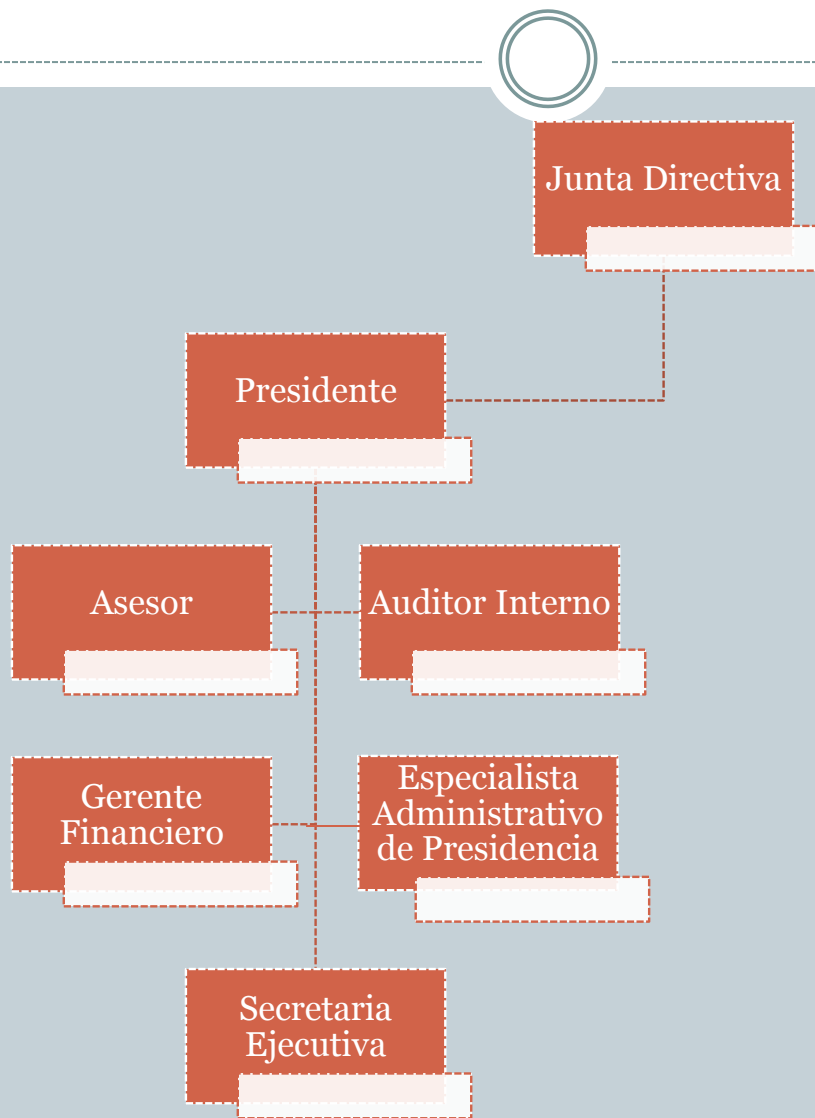 Junta Directiva
Presidente
Asesor
Auditor Interno
Gerente
Financiero
Especialista
Administrativo
de Presidencia
Secretaria
Ejecutiva